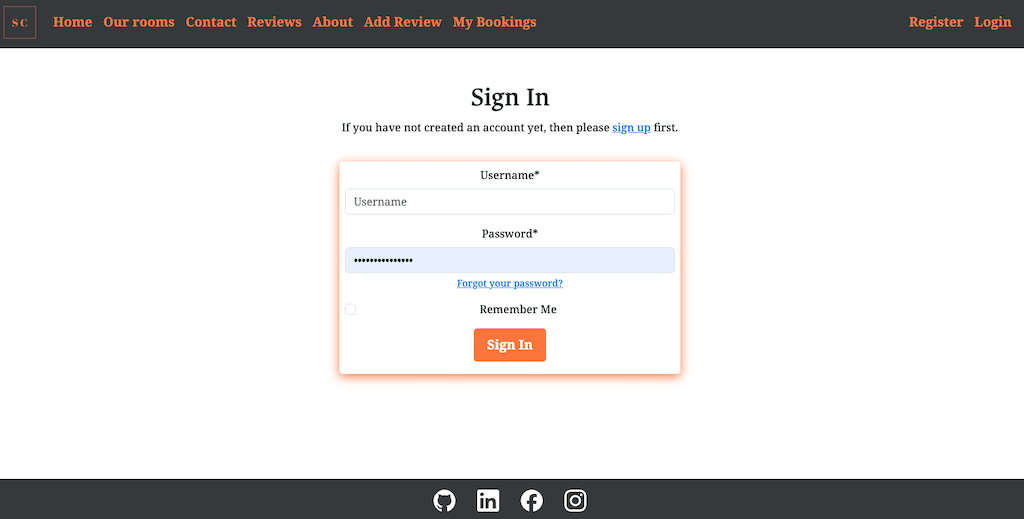 SC Home Our rooms Contact Reviews About Add Review My Bookings Register Login
Sign In
If you have not created an account yet, then please sign up first.
Username*
Username
Password*
•••••••••••••••
Forgot your password?
Remember Me
Sign In
in